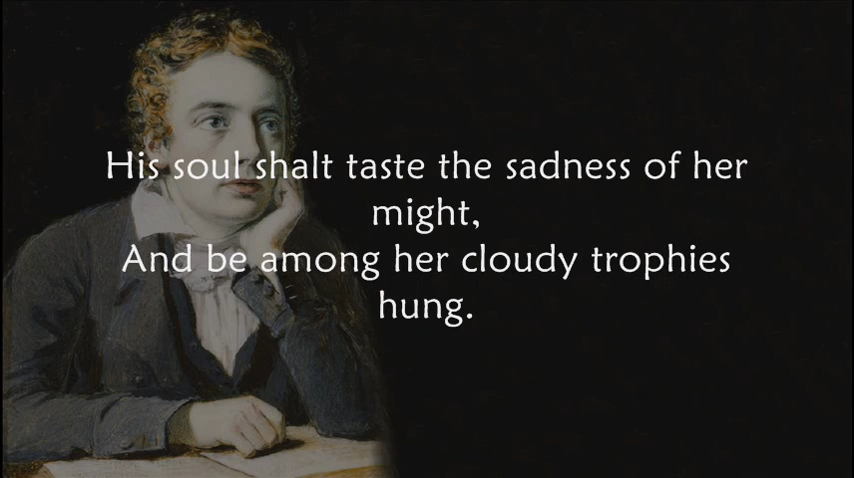 His soul shalt taste the sadness of her
might,
And be among her cloudy trophies
hung.